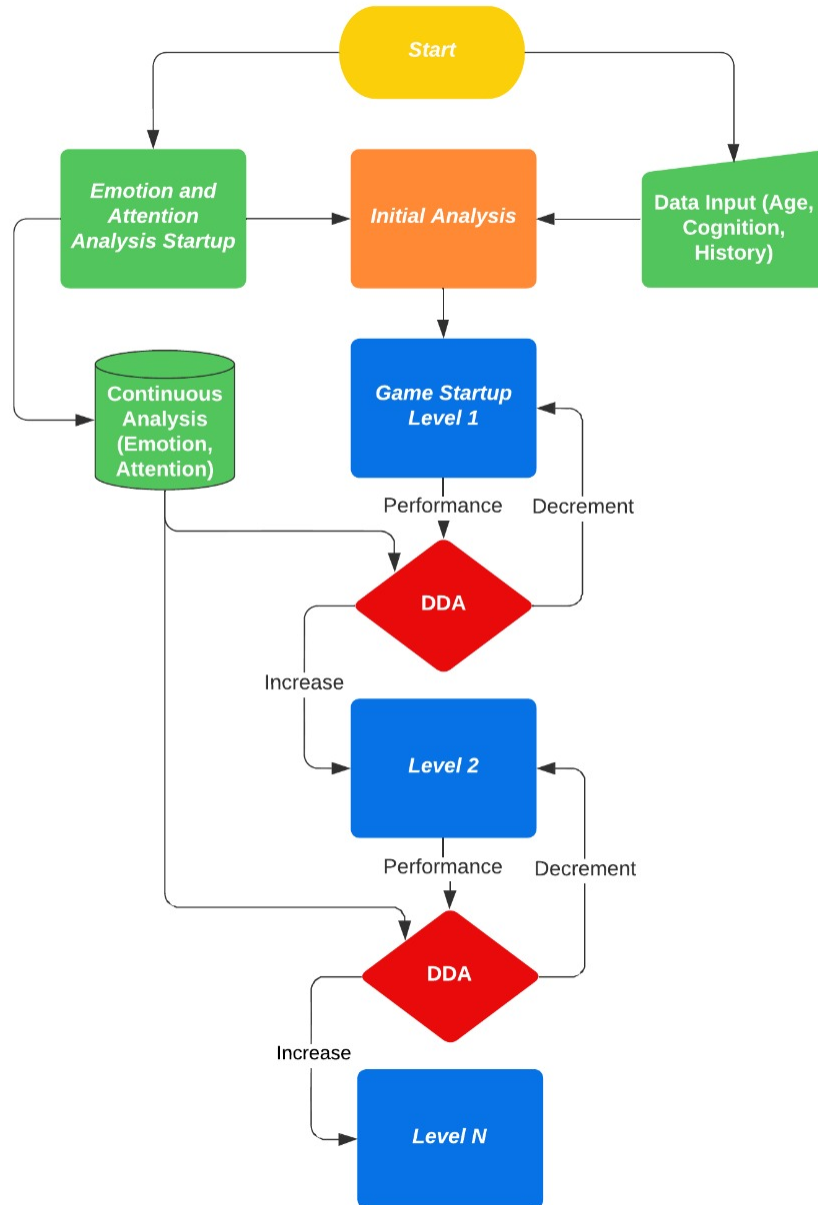 Start
Emotion and
Attention
Analysis Startup
Initial Analysis
Data Input (Age,
Cognition,
History)
Continuous
Analysis
(Emotion,
Attention)
Game Startup
Level 1
Performance
Decrement
DDA
Increase
Level 2
Performance
Decrement
DDA
Increase
Level N